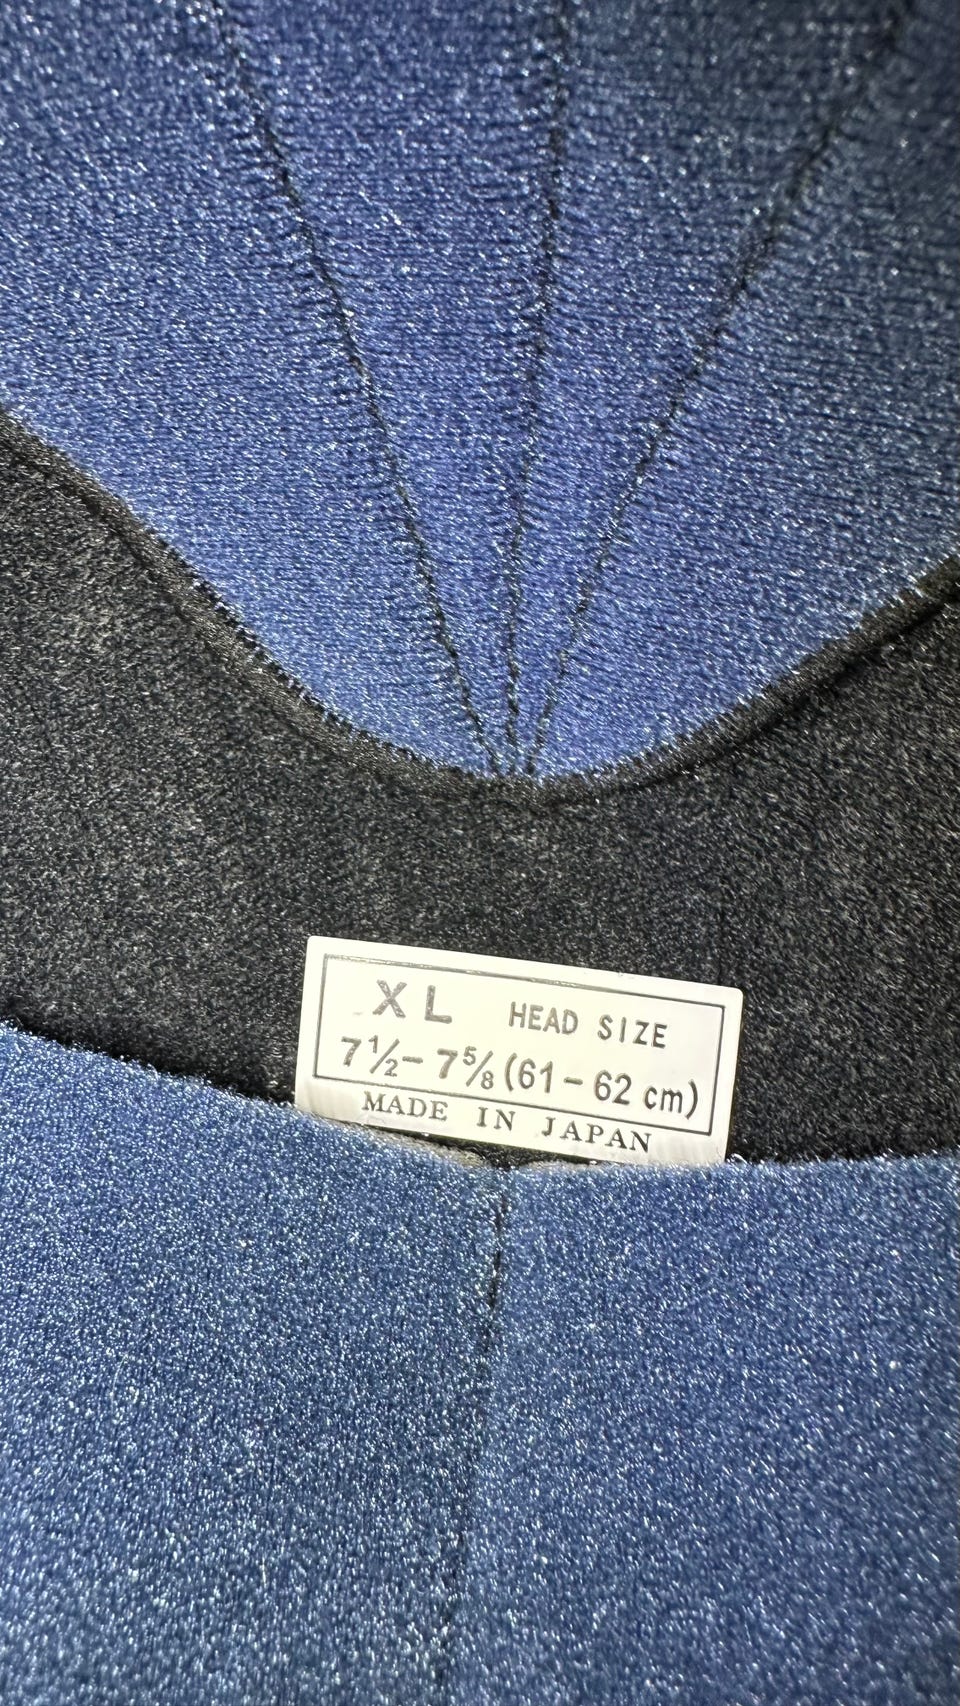 XL HEAD SIZE
7½– 7⅝ (61 – 62 cm)
MADE IN JAPAN